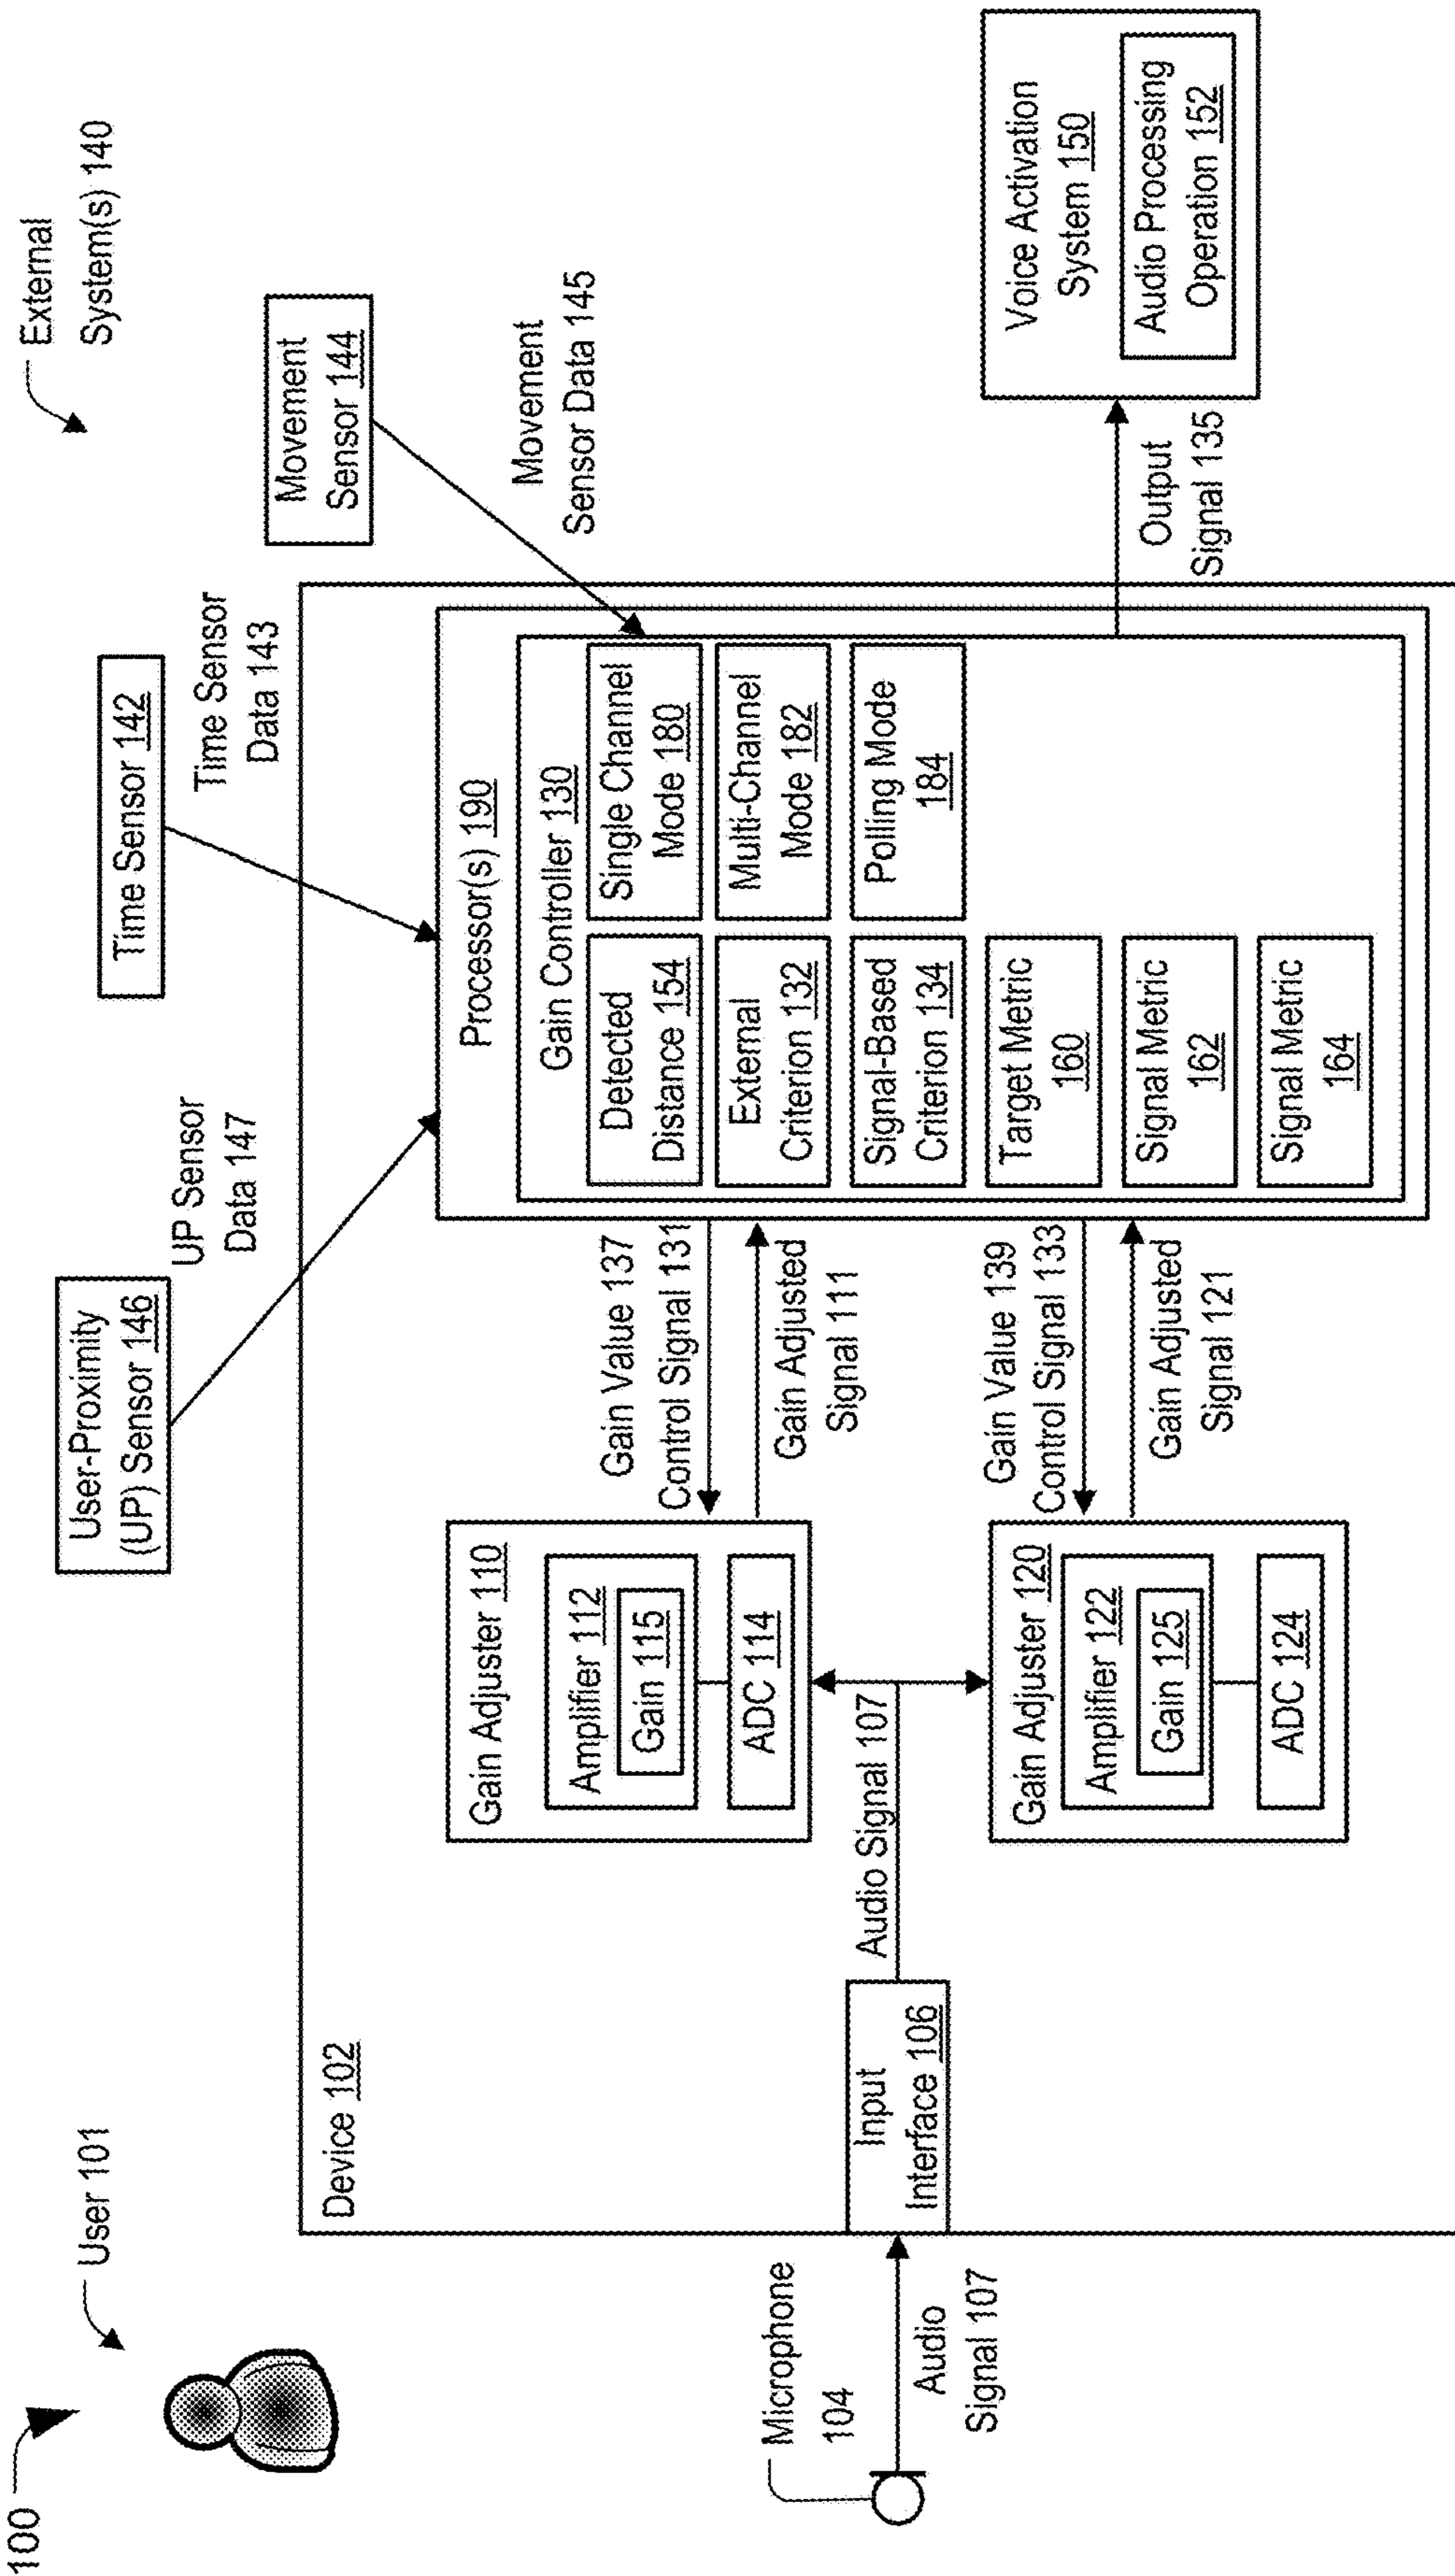 100
User 101
External
System(s) 140
User-Proximity
(UP) Sensor 146
UP Sensor
Data 147
Time Sensor 142
Time Sensor
Data 143
Movement
Sensor 144
Movement
Sensor Data 145
Device 102
Microphone
104
Audio
Signal 107
Input
Interface 106
Audio Signal 107
Gain Adjuster 110
Amplifier 112
Gain 115
ADC 114
Gain Adjuster 120
Amplifier 122
Gain 125
ADC 124
Gain Value 137
Control Signal 131
Gain Adjusted
Signal 111
Gain Value 139
Control Signal 133
Gain Adjusted
Signal 121
Processor(s) 190
Gain Controller 130
Detected
Distance 154
Single Channel
Mode 180
External
Criterion 132
Multi-Channel
Mode 182
Signal-Based
Criterion 134
Polling Mode
184
Target Metric
160
Signal Metric
162
Signal Metric
164
Output
Signal 135
Voice Activation
System 150
Audio Processing
Operation 152